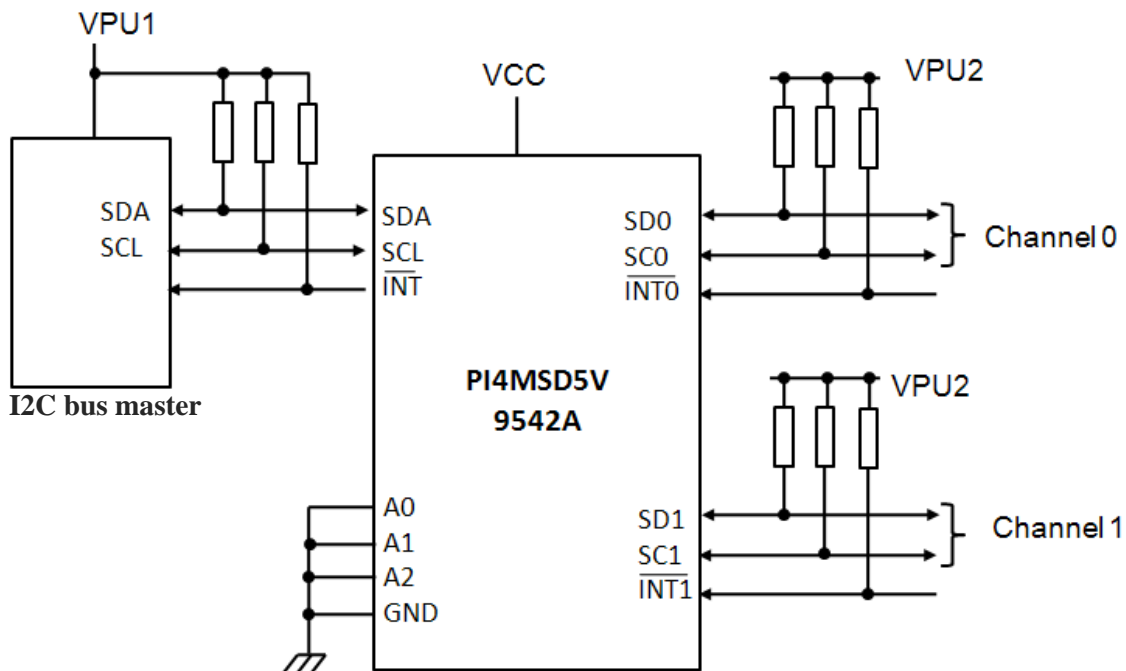 VPU1
VCC
VPU2
SDA
SCL
SDA
SCL
INT
SD0
SC0
INT0
Channel 0
I2C bus master
PI4MSD5V
9542A
VPU2
A0
A1
A2
GND
SD1
SC1
INT1
Channel 1